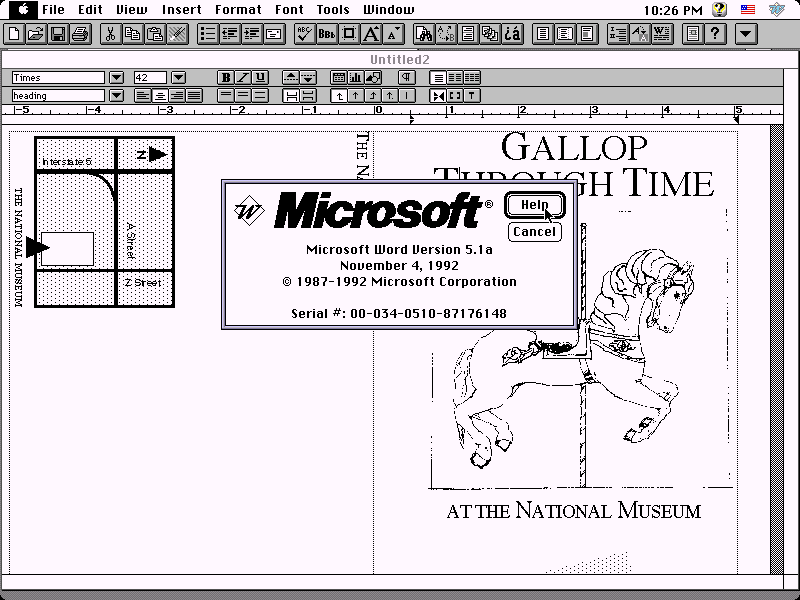 File Edit View Insert Format Font Tools Window 10:26 PM
Untitled2
Times 42 B I U
heading
-5 -4 -3 -2 -1 0 1 2 3 4 5
Interstate 5
N
A Street
Z Street
THE NATIONAL MUSEUM
THE NA
GALLOP
THROUGH TIME
Microsoft®
Help
Cancel
Microsoft Word Version 5.1a
November 4, 1992
© 1987-1992 Microsoft Corporation
Serial #: 00-034-0510-87176148
AT THE NATIONAL MUSEUM